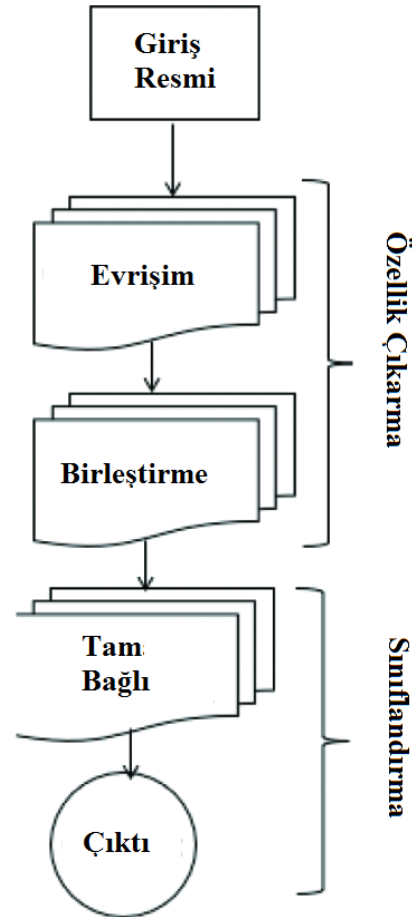 Giriş
Resmi
Evrişim
Birleştirme
Özellik Çıkarma
Tam
Bağlı
Çıktı
Sınıflandırma